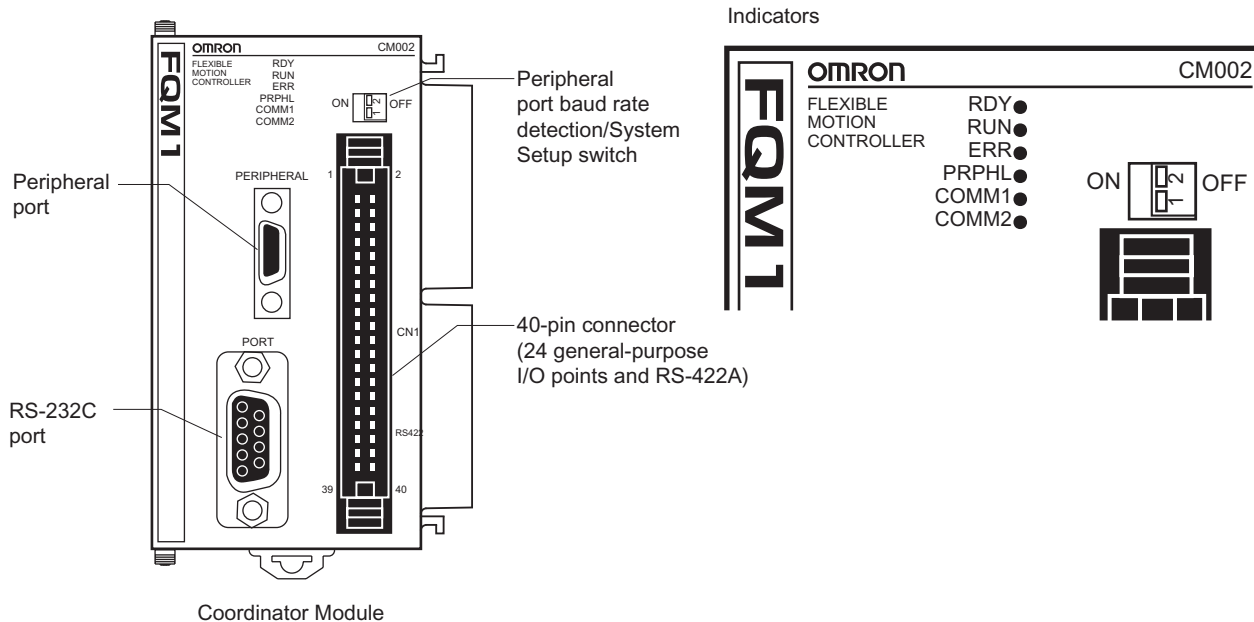 OMRON
CM002
FQM1
FLEXIBLE
MOTION
CONTROLLER
RDY
RUN
ERR
PRPHL
COMM1
COMM2
ON
1 2
OFF
Peripheral
port baud rate
detection/System
Setup switch
Peripheral
port
PERIPHERAL
1
2
CN1
40-pin connector
(24 general-purpose
I/O points and RS-422A)
PORT
RS-232C
port
RS422
39
40
Coordinator Module
Indicators
OMRON
CM002
FQM1
FLEXIBLE
MOTION
CONTROLLER
RDY
RUN
ERR
PRPHL
COMM1
COMM2
ON
1 2
OFF